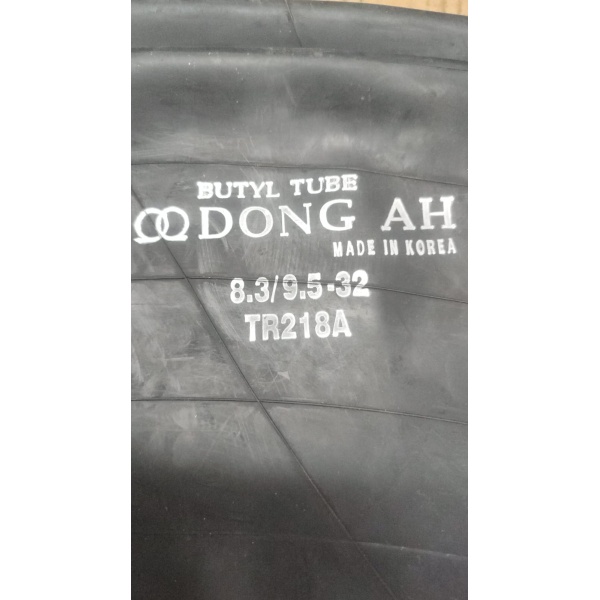 BUTYL TUBE
DONG AH
MADE IN KOREA
8.3/9.5-32
TR218A